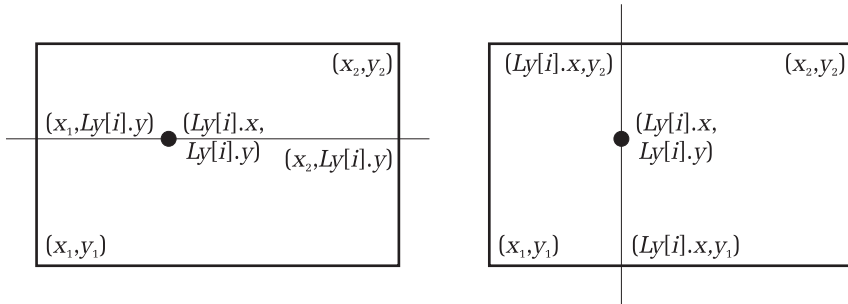 (x₂,y₂)
(x₁,Ly[i].y)
(Ly[i].x,
Ly[i].y)
(x₂,Ly[i].y)
(x₁,y₁)
(Ly[i].x,y₂)
(x₂,y₂)
(Ly[i].x,
Ly[i].y)
(x₁,y₁)
(Ly[i].x,y₁)